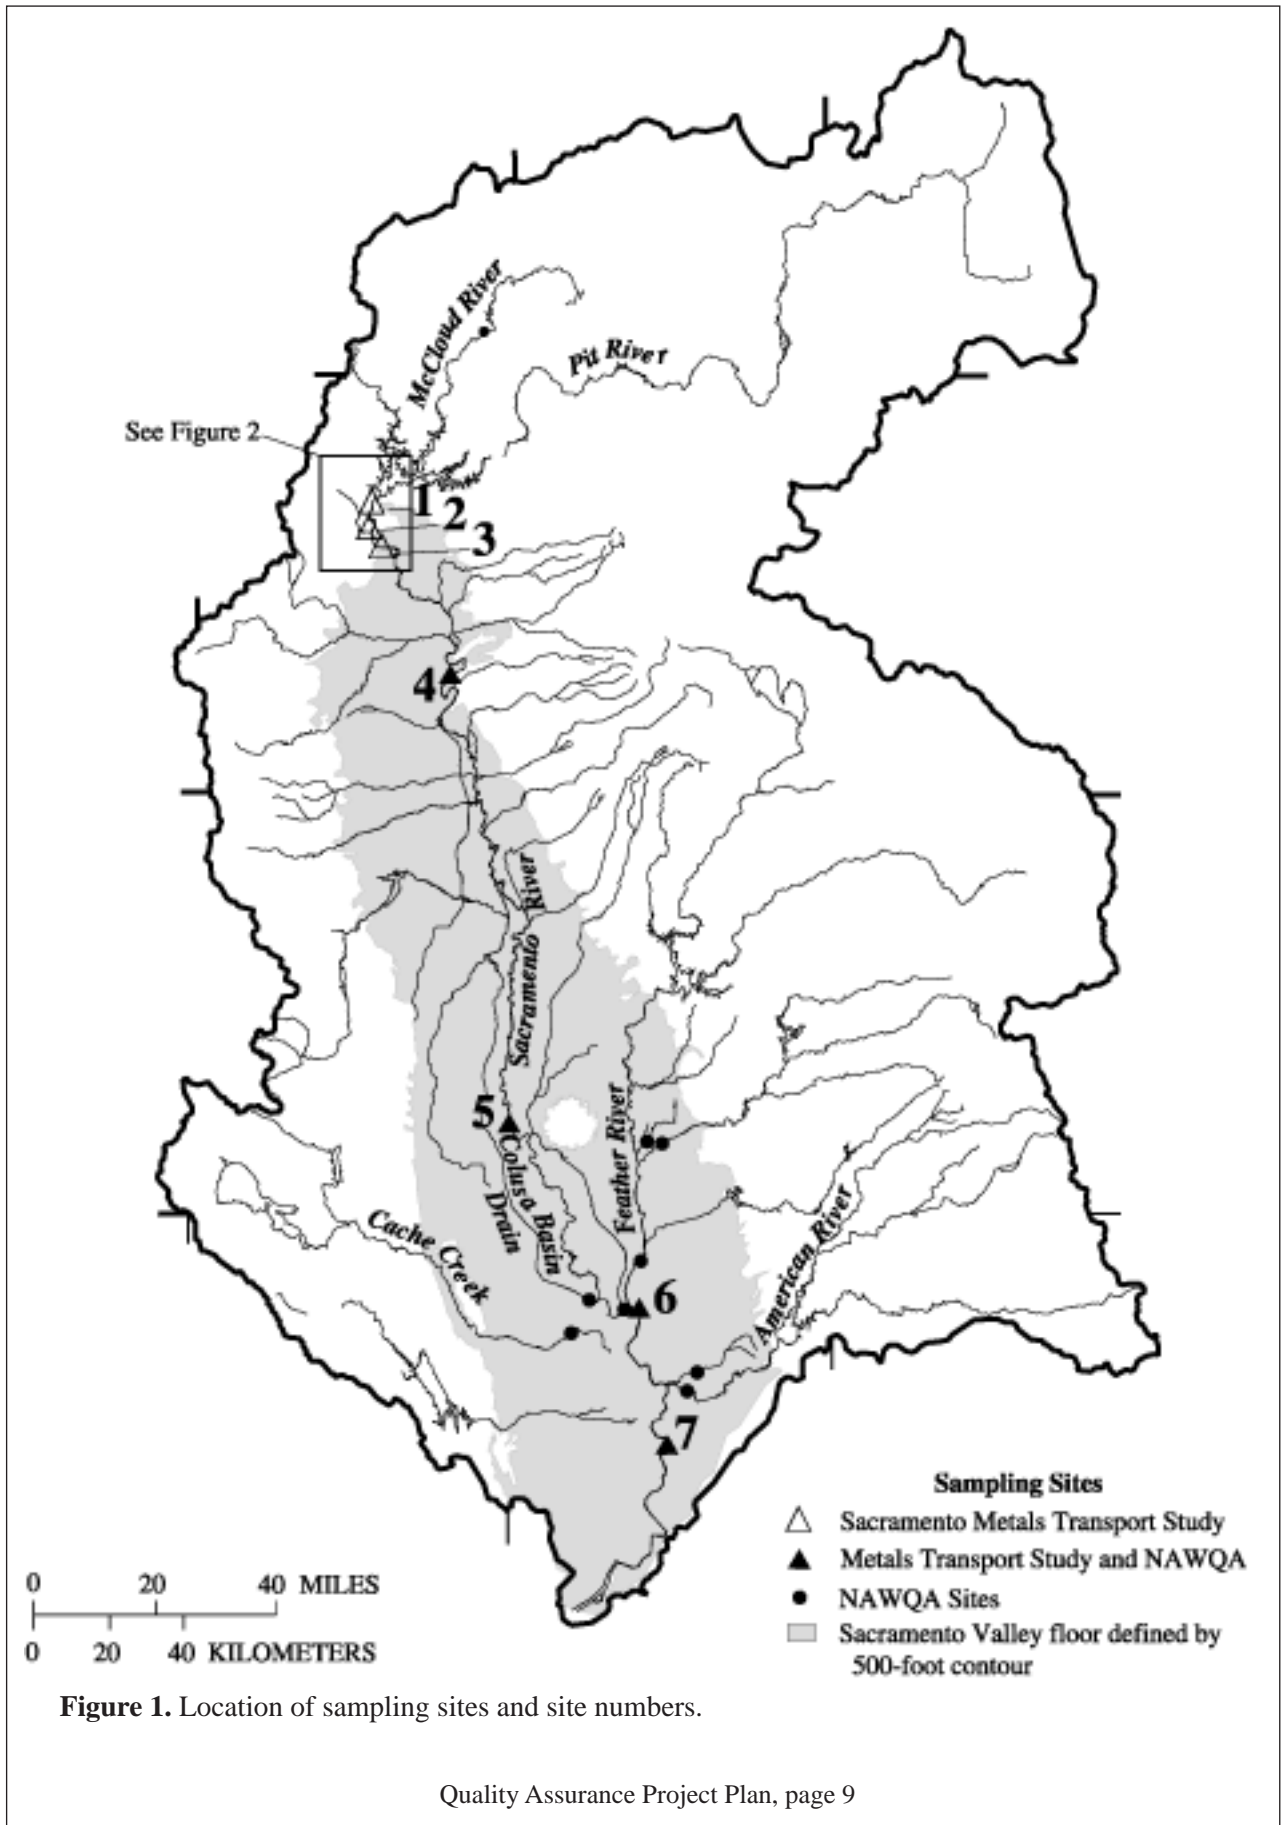 McCloud River
Pit River
See Figure 2
1
2
3
4
Sacramento River
5
Colusa Basin
Drain
Feather River
Cache Creek
American River
6
7
Sampling Sites
Sacramento Metals Transport Study
Metals Transport Study and NAWQA
NAWQA Sites
Sacramento Valley floor defined by
500-foot contour
0 20 40 MILES
0 20 40 KILOMETERS
Figure 1. Location of sampling sites and site numbers.
Quality Assurance Project Plan, page 9